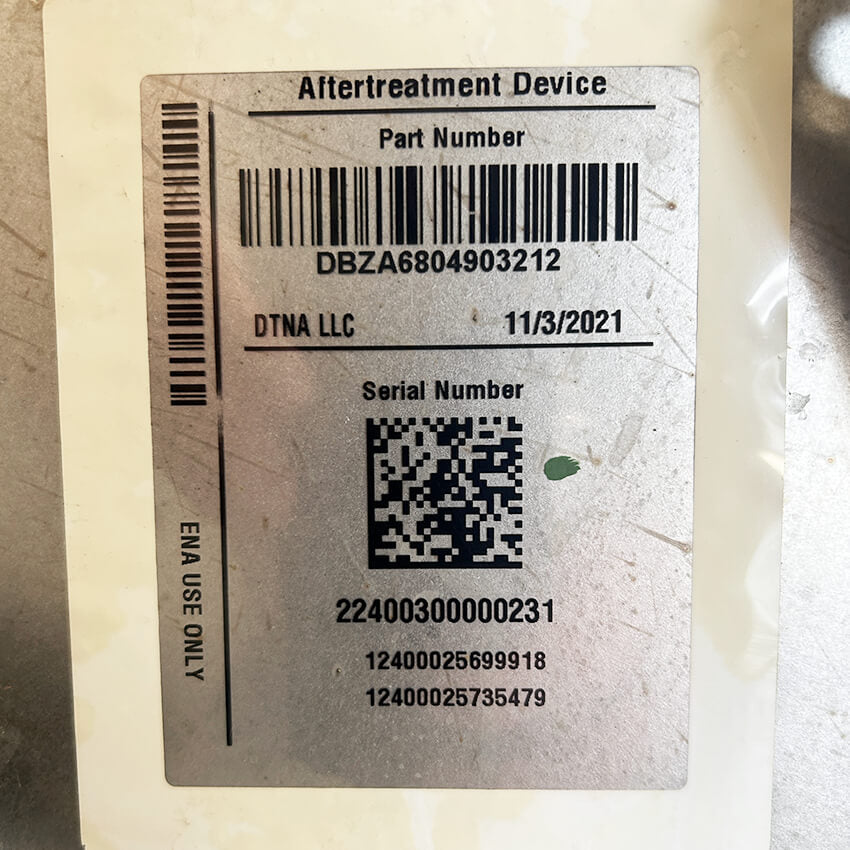 Aftertreatment Device
Part Number
DBZA6804903212
DTNA LLC 11/3/2021
Serial Number
22400300000231
12400025699918
12400025735479
ENA USE ONLY